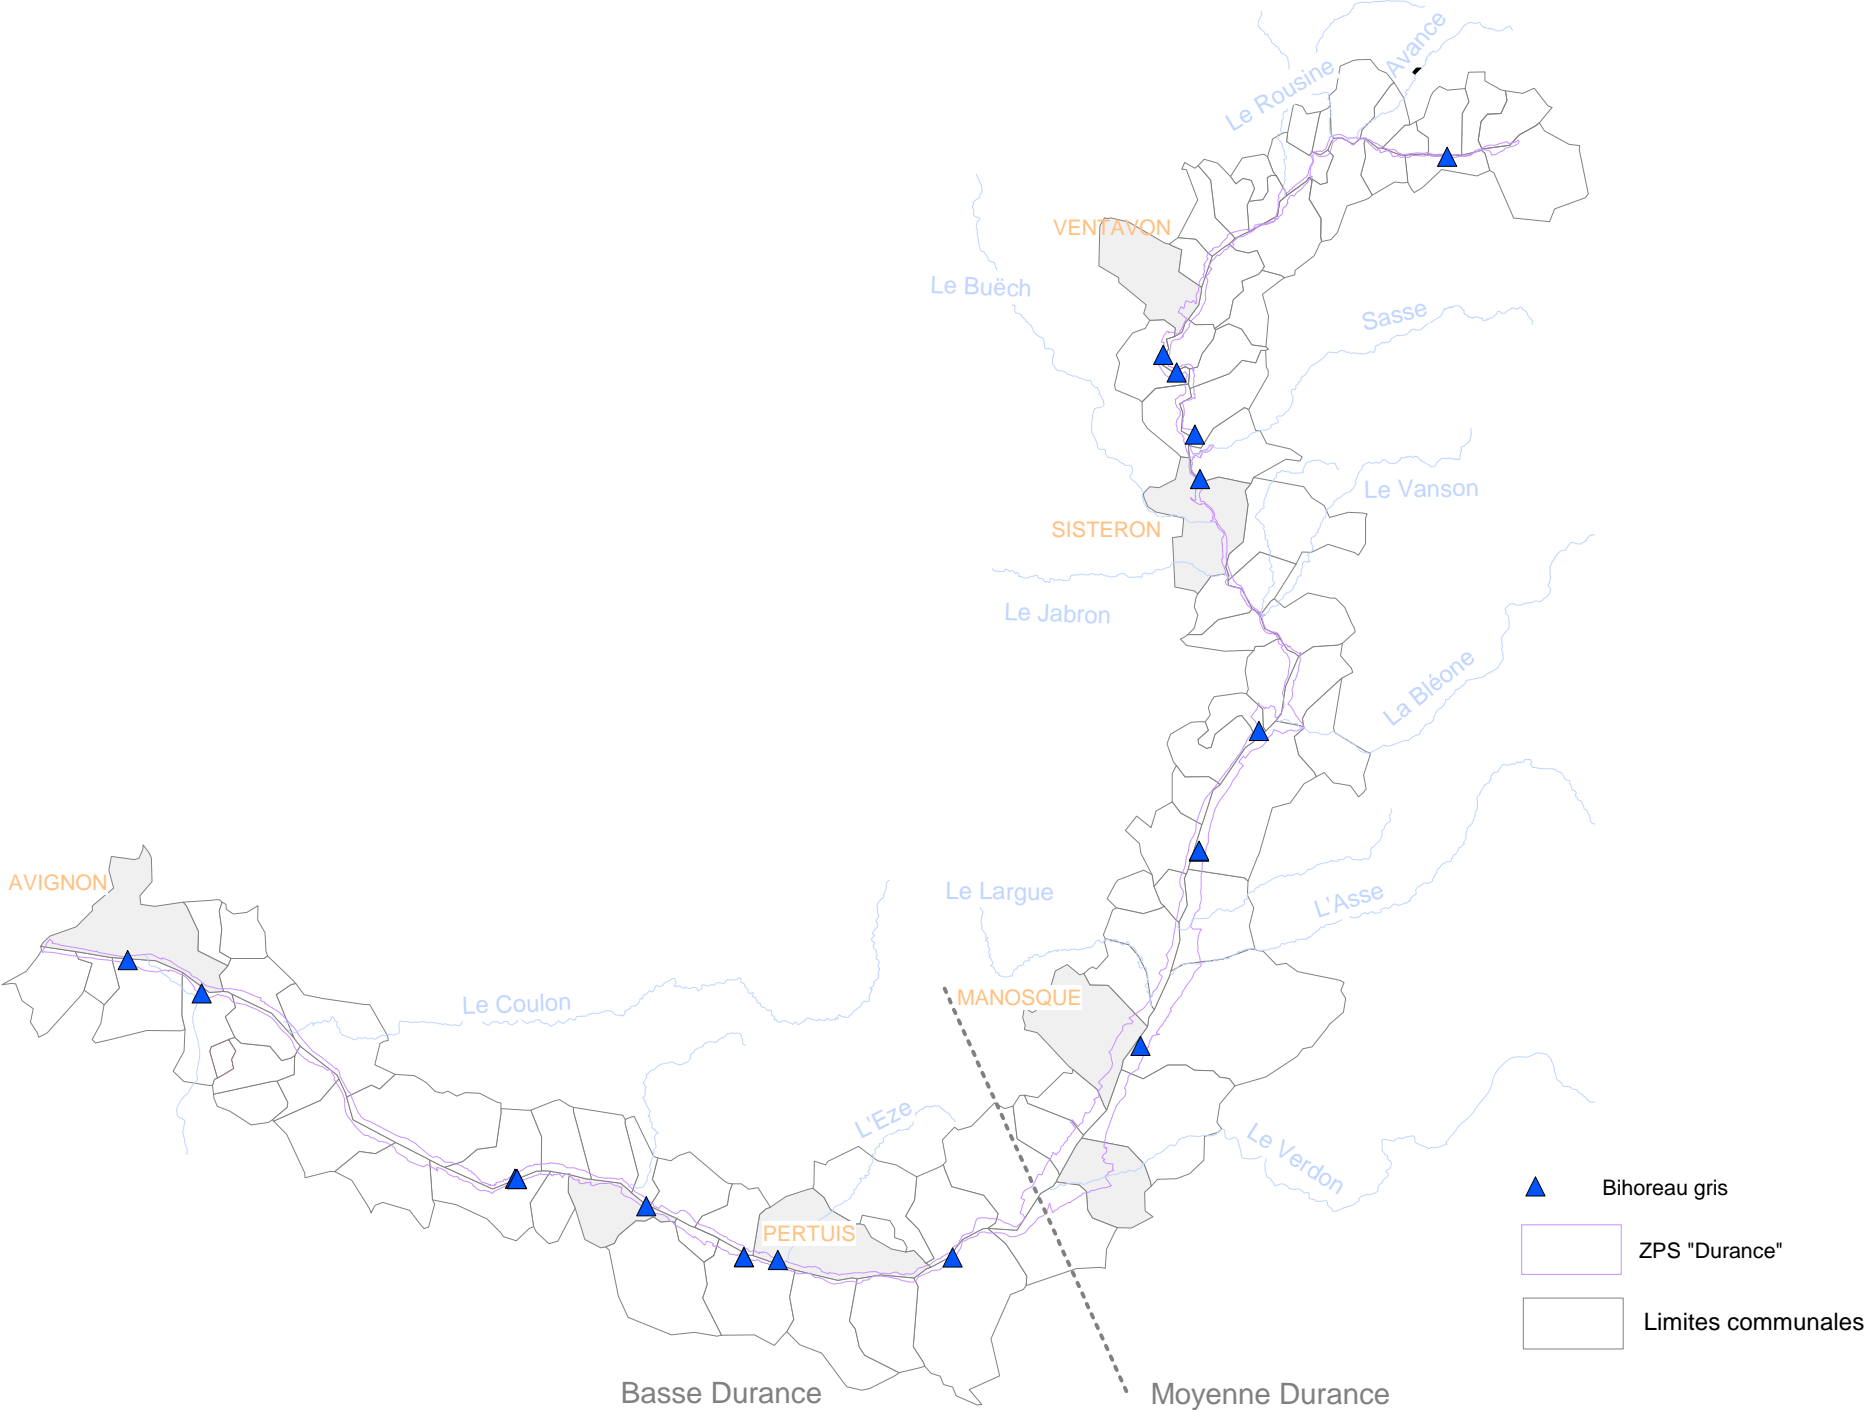 Avance
Le Rousine
VENTAVON
Le Buëch
Sasse
Le Vanson
SISTERON
Le Jabron
La Bléone
AVIGNON
Le Largue
L'Asse
MANOSQUE
Le Coulon
L'Eze
Le Verdon
PERTUIS
Bihoreau gris
ZPS "Durance"
Limites communales
Basse Durance
Moyenne Durance